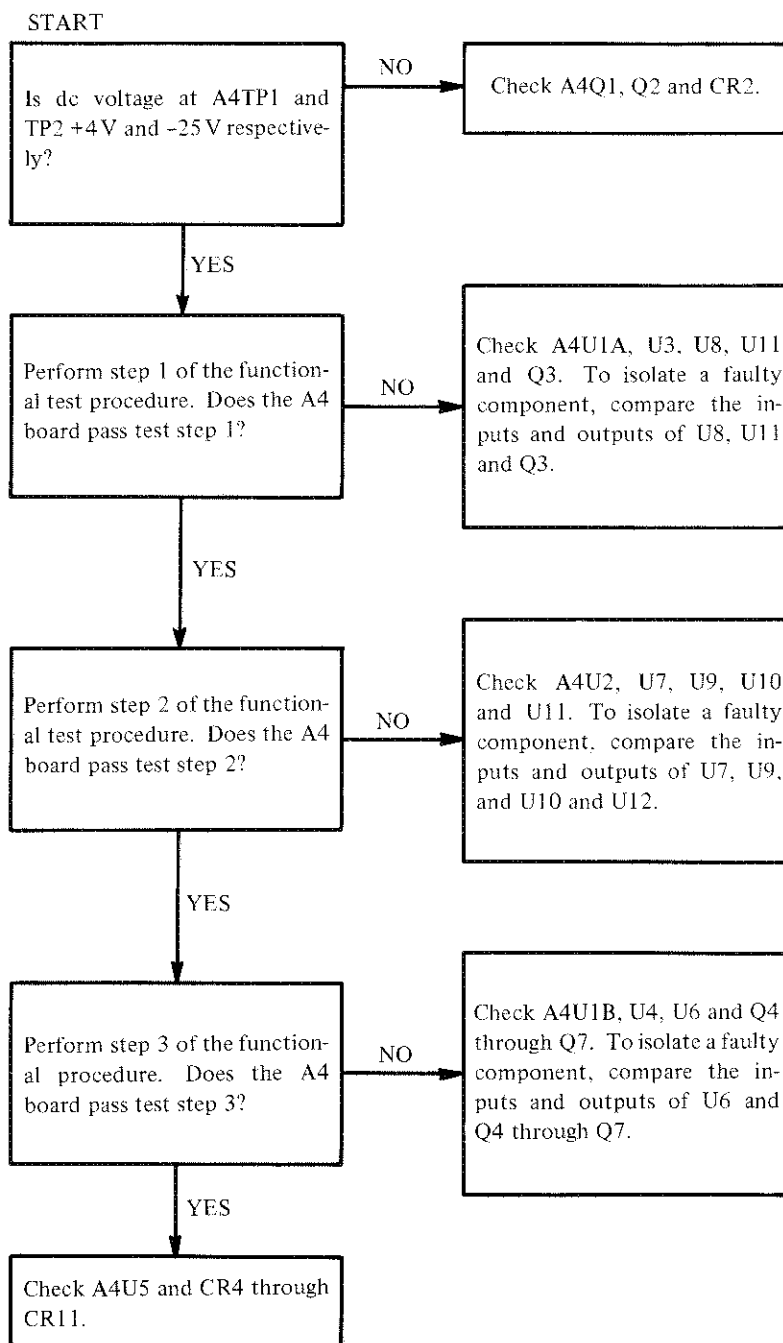 START
Is dc voltage at A4TP1 and
TP2 +4V and -25V respective-
ly?
NO
Check A4Q1, Q2 and CR2.
YES
Perform step 1 of the function-
al test procedure. Does the A4
board pass test step 1?
NO
Check A4U1A, U3, U8, U11
and Q3. To isolate a faulty
component, compare the in-
puts and outputs of U8, U11
and Q3.
YES
Perform step 2 of the function-
al test procedure. Does the A4
board pass test step 2?
NO
Check A4U2, U7, U9, U10
and U11. To isolate a faulty
component, compare the in-
puts and outputs of U7, U9,
and U10 and U12.
YES
Perform step 3 of the function-
al procedure. Does the A4
board pass test step 3?
NO
Check A4U1B, U4, U6 and Q4
through Q7. To isolate a faulty
component, compare the in-
puts and outputs of U6 and
Q4 through Q7.
YES
Check A4U5 and CR4 through
CR11.